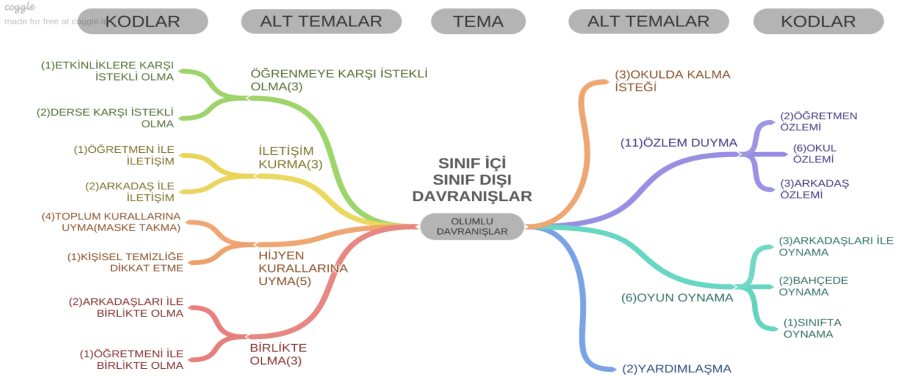 coggle
made for free at coggle.it
KODLAR
ALT TEMALAR
TEMA
ALT TEMALAR
KODLAR
(1)ETKİNLİKLERE KARŞI
İSTEKLİ OLMA
(2)DERSE KARŞI İSTEKLİ
OLMA
ÖĞRENMEYE KARŞI İSTEKLİ
OLMA(3)
(1)ÖĞRETMEN İLE
İLETİŞİM
(2)ARKADAŞ İLE
İLETİŞİM
İLETİŞİM
KURMA(3)
(4)TOPLUM KURALLARINA
UYMA(MASKE TAKMA)
(1)KİŞİSEL TEMİZLİĞE
DİKKAT ETME
HİJYEN
KURALLARINA
UYMA(5)
(2)ARKADAŞLARI İLE
BİRLİKTE OLMA
(1)ÖĞRETMENİ İLE
BİRLİKTE OLMA
BİRLİKTE
OLMA(3)
SINIF İÇİ
SINIF DIŞI
DAVRANIŞLAR
OLUMLU
DAVRANIŞLAR
(3)OKULDA KALMA
İSTEĞİ
(11)ÖZLEM DUYMA
(2)ÖĞRETMEN
ÖZLEMİ
(6)OKUL
ÖZLEMİ
(3)ARKADAŞ
ÖZLEMİ
(6)OYUN OYNAMA
(3)ARKADAŞLARI İLE
OYNAMA
(2)BAHÇEDE
OYNAMA
(1)SINIFTA
OYNAMA
(2)YARDIMLAŞMA